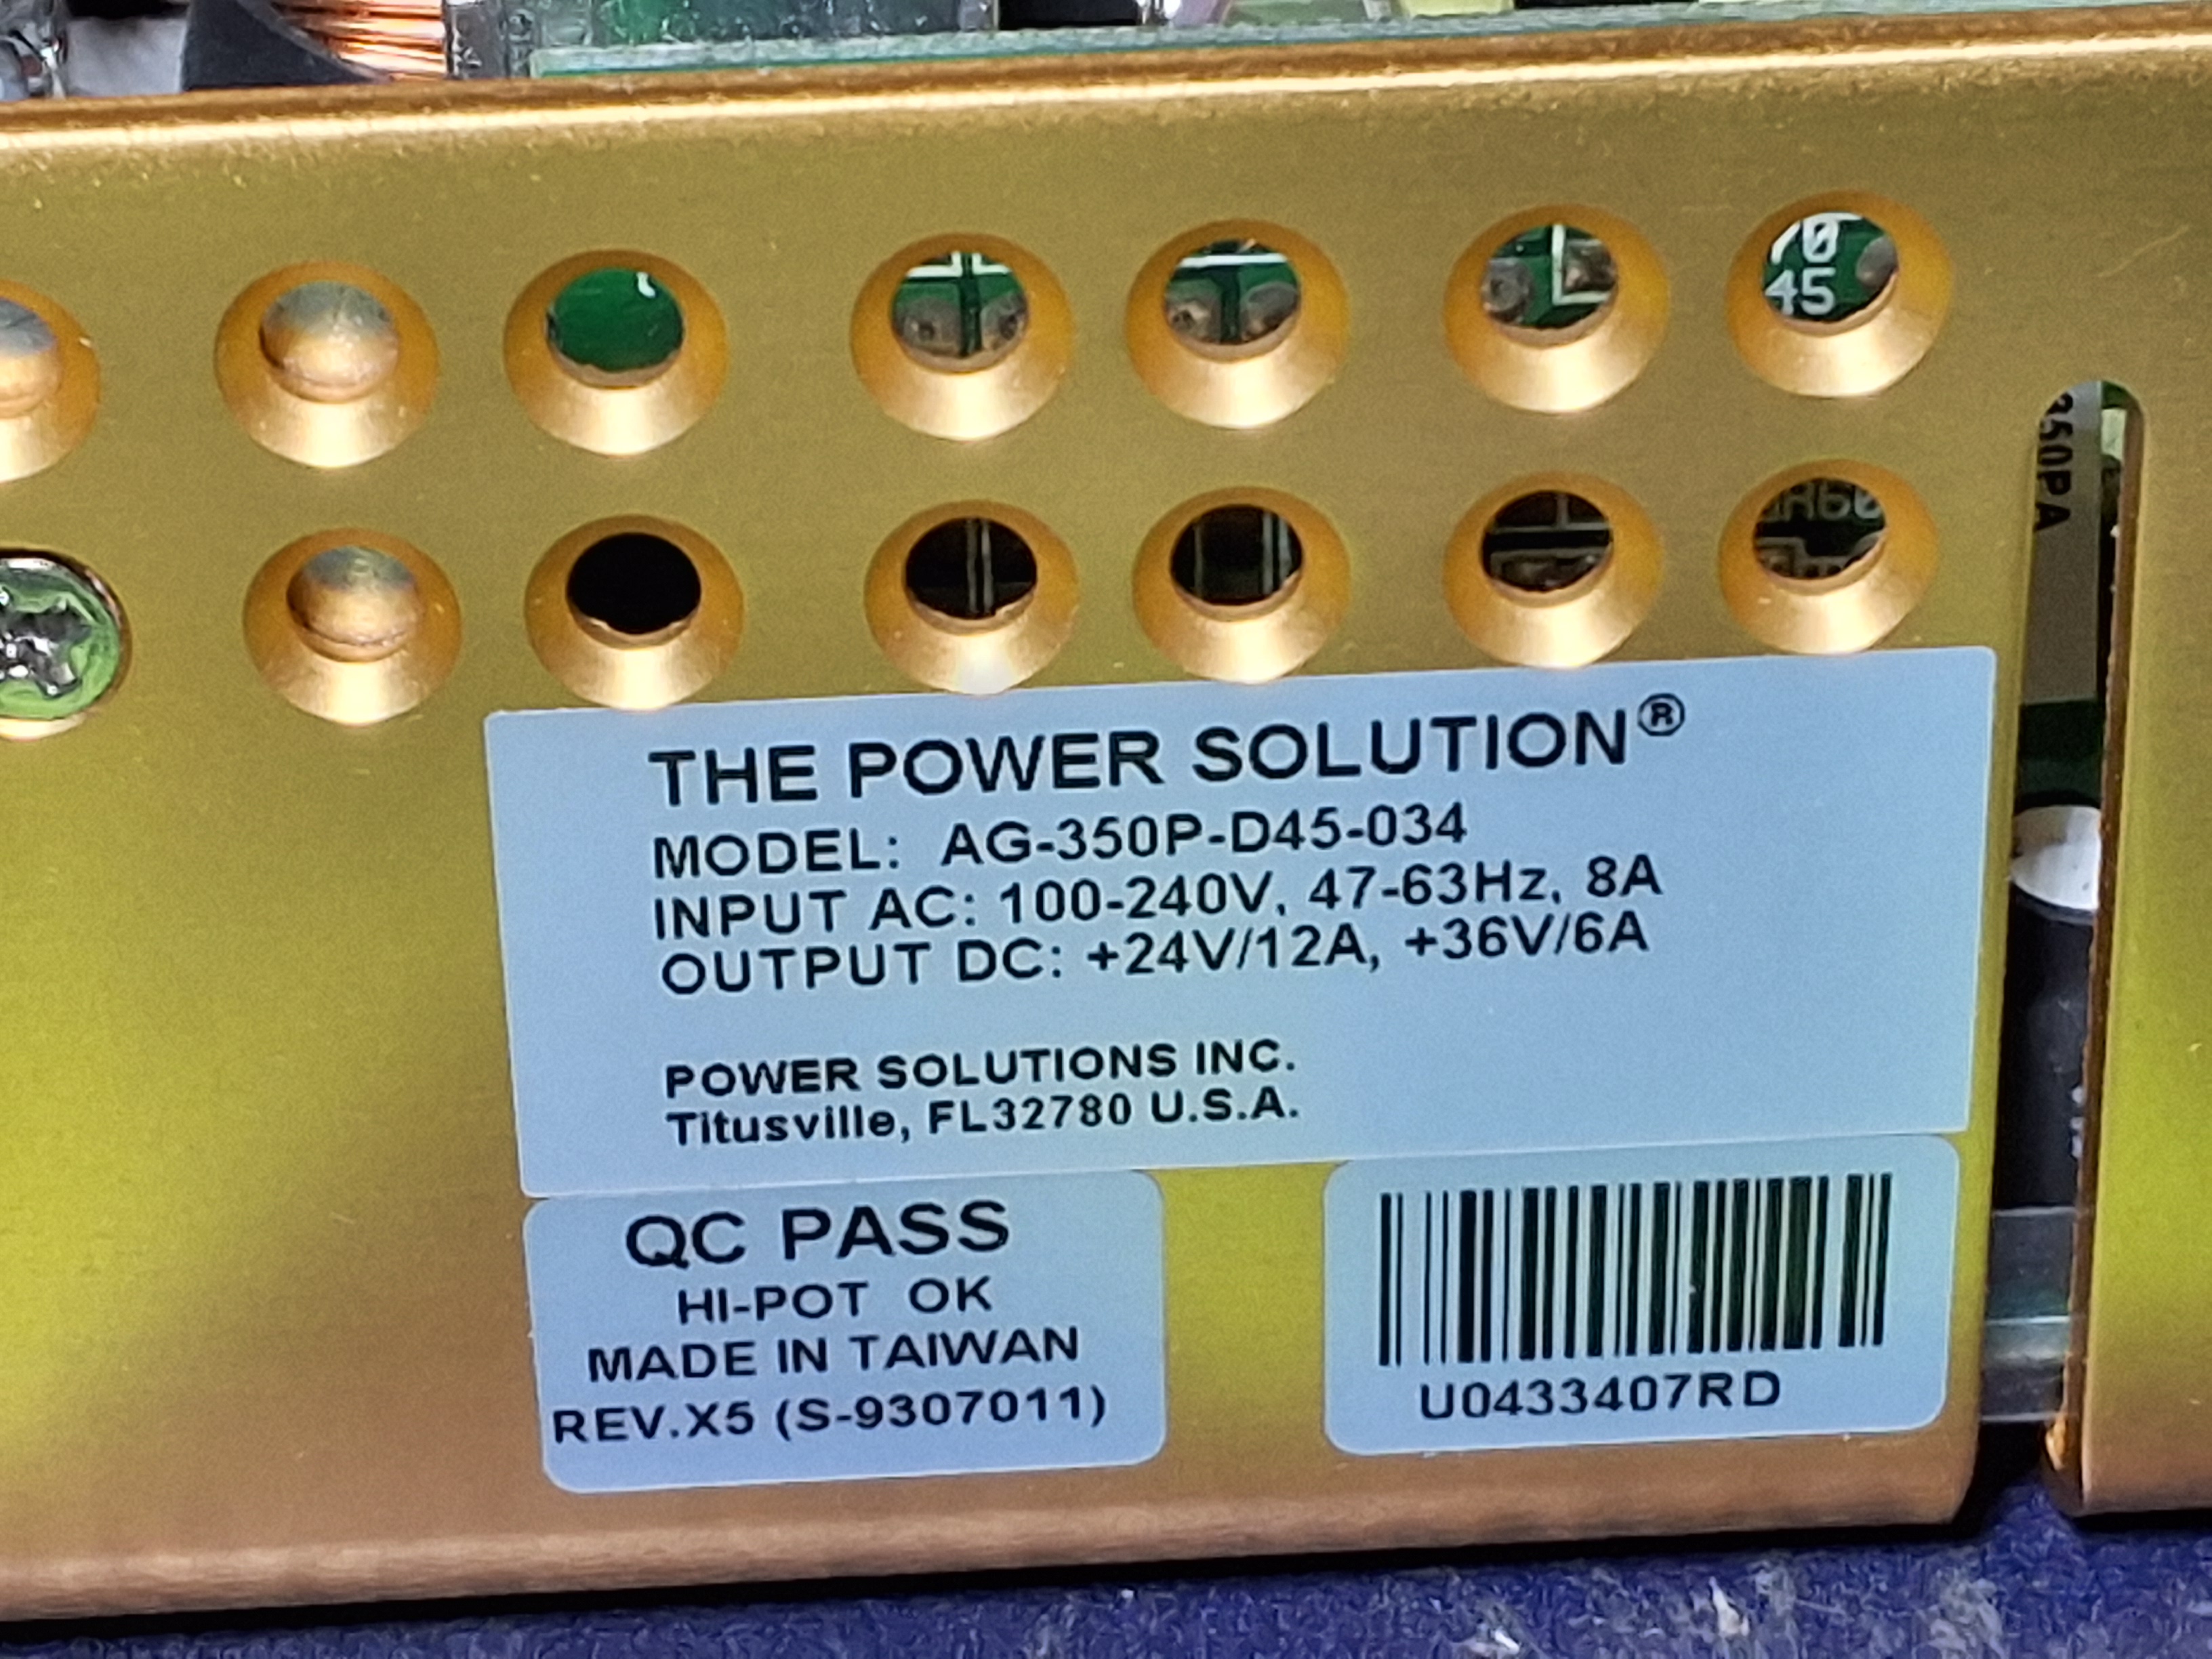 45
350PA
THE POWER SOLUTION®
MODEL: AG-350P-D45-034
INPUT AC: 100-240V, 47-63Hz, 8A
OUTPUT DC: +24V/12A, +36V/6A
POWER SOLUTIONS INC.
Titusville, FL32780 U.S.A.
QC PASS
HI-POT OK
MADE IN TAIWAN
REV.X5 (S-9307011)
U0433407RD